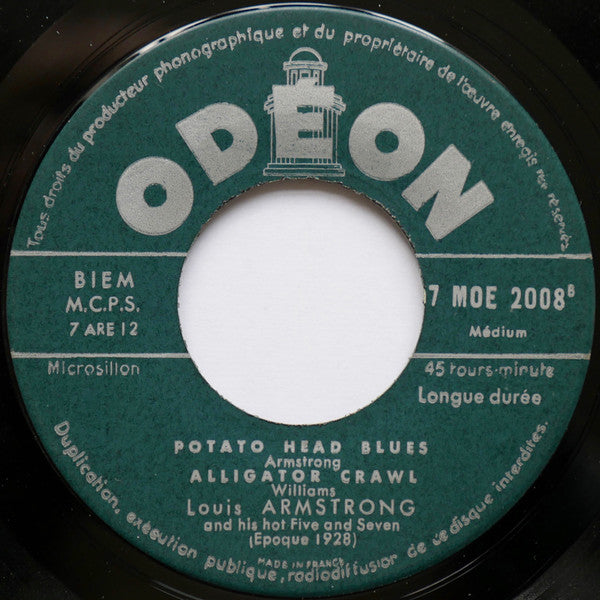 Tous droits du producteur phonographique et du propriétaire de l'œuvre enregistrée réservés
ODÉON
BIEM
M.C.P.S.
7 ARE 12
7 MOE 2008 B
Médium
Microsillon
45 tours-minute
Longue durée
POTATO HEAD BLUES
Armstrong
ALLIGATOR CRAWL
Williams
Louis ARMSTRONG
and his hot Five and Seven
(Epoque 1928)
MADE IN FRANCE
Duplication, exécution publique, radiodiffusion de ce disque interdites.